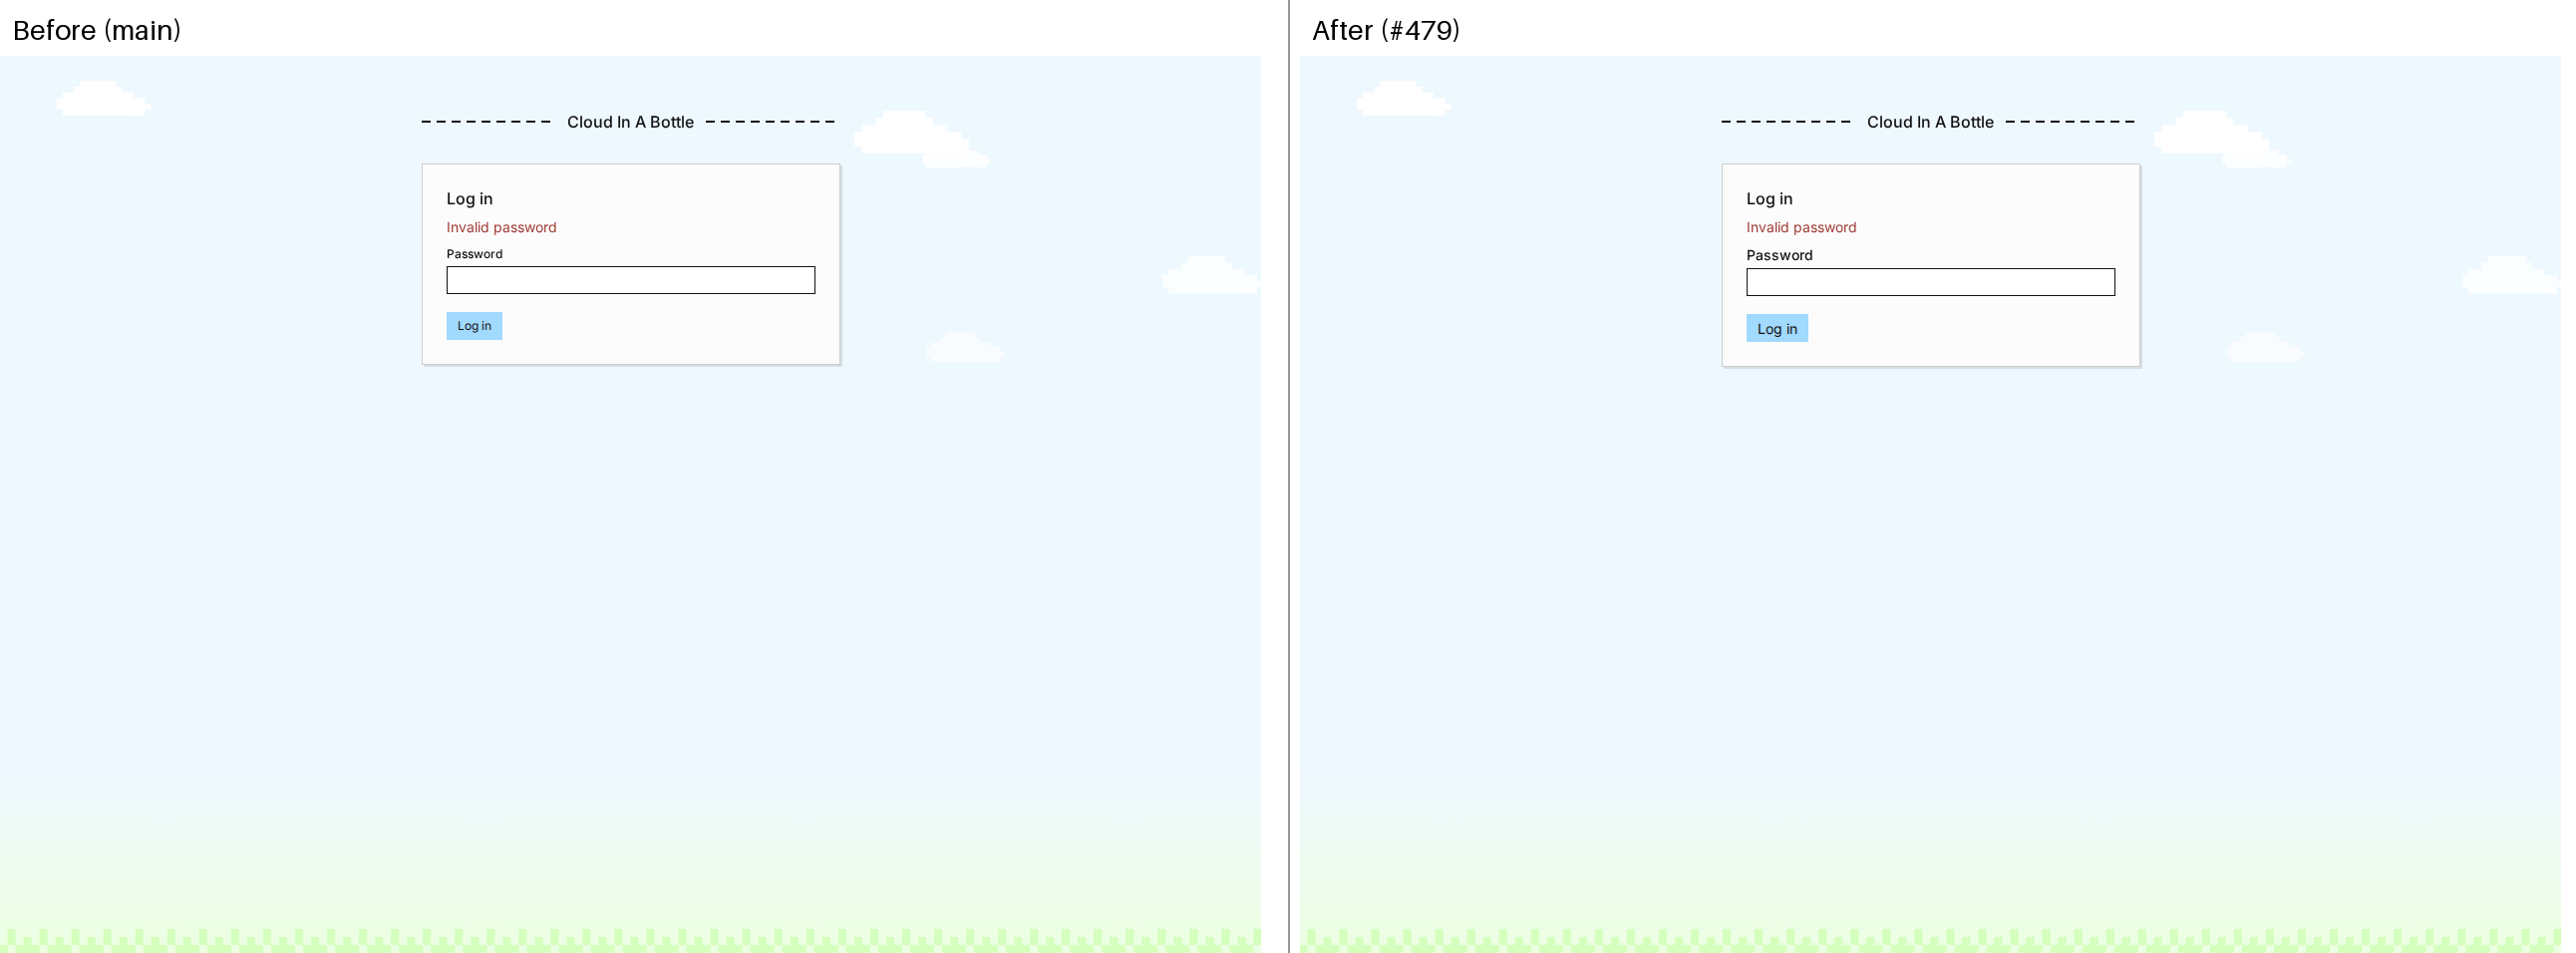 Before (main)
Cloud In A Bottle
Log in
Invalid password
Password
Log in
After (#479)
Cloud In A Bottle
Log in
Invalid password
Password
Log in